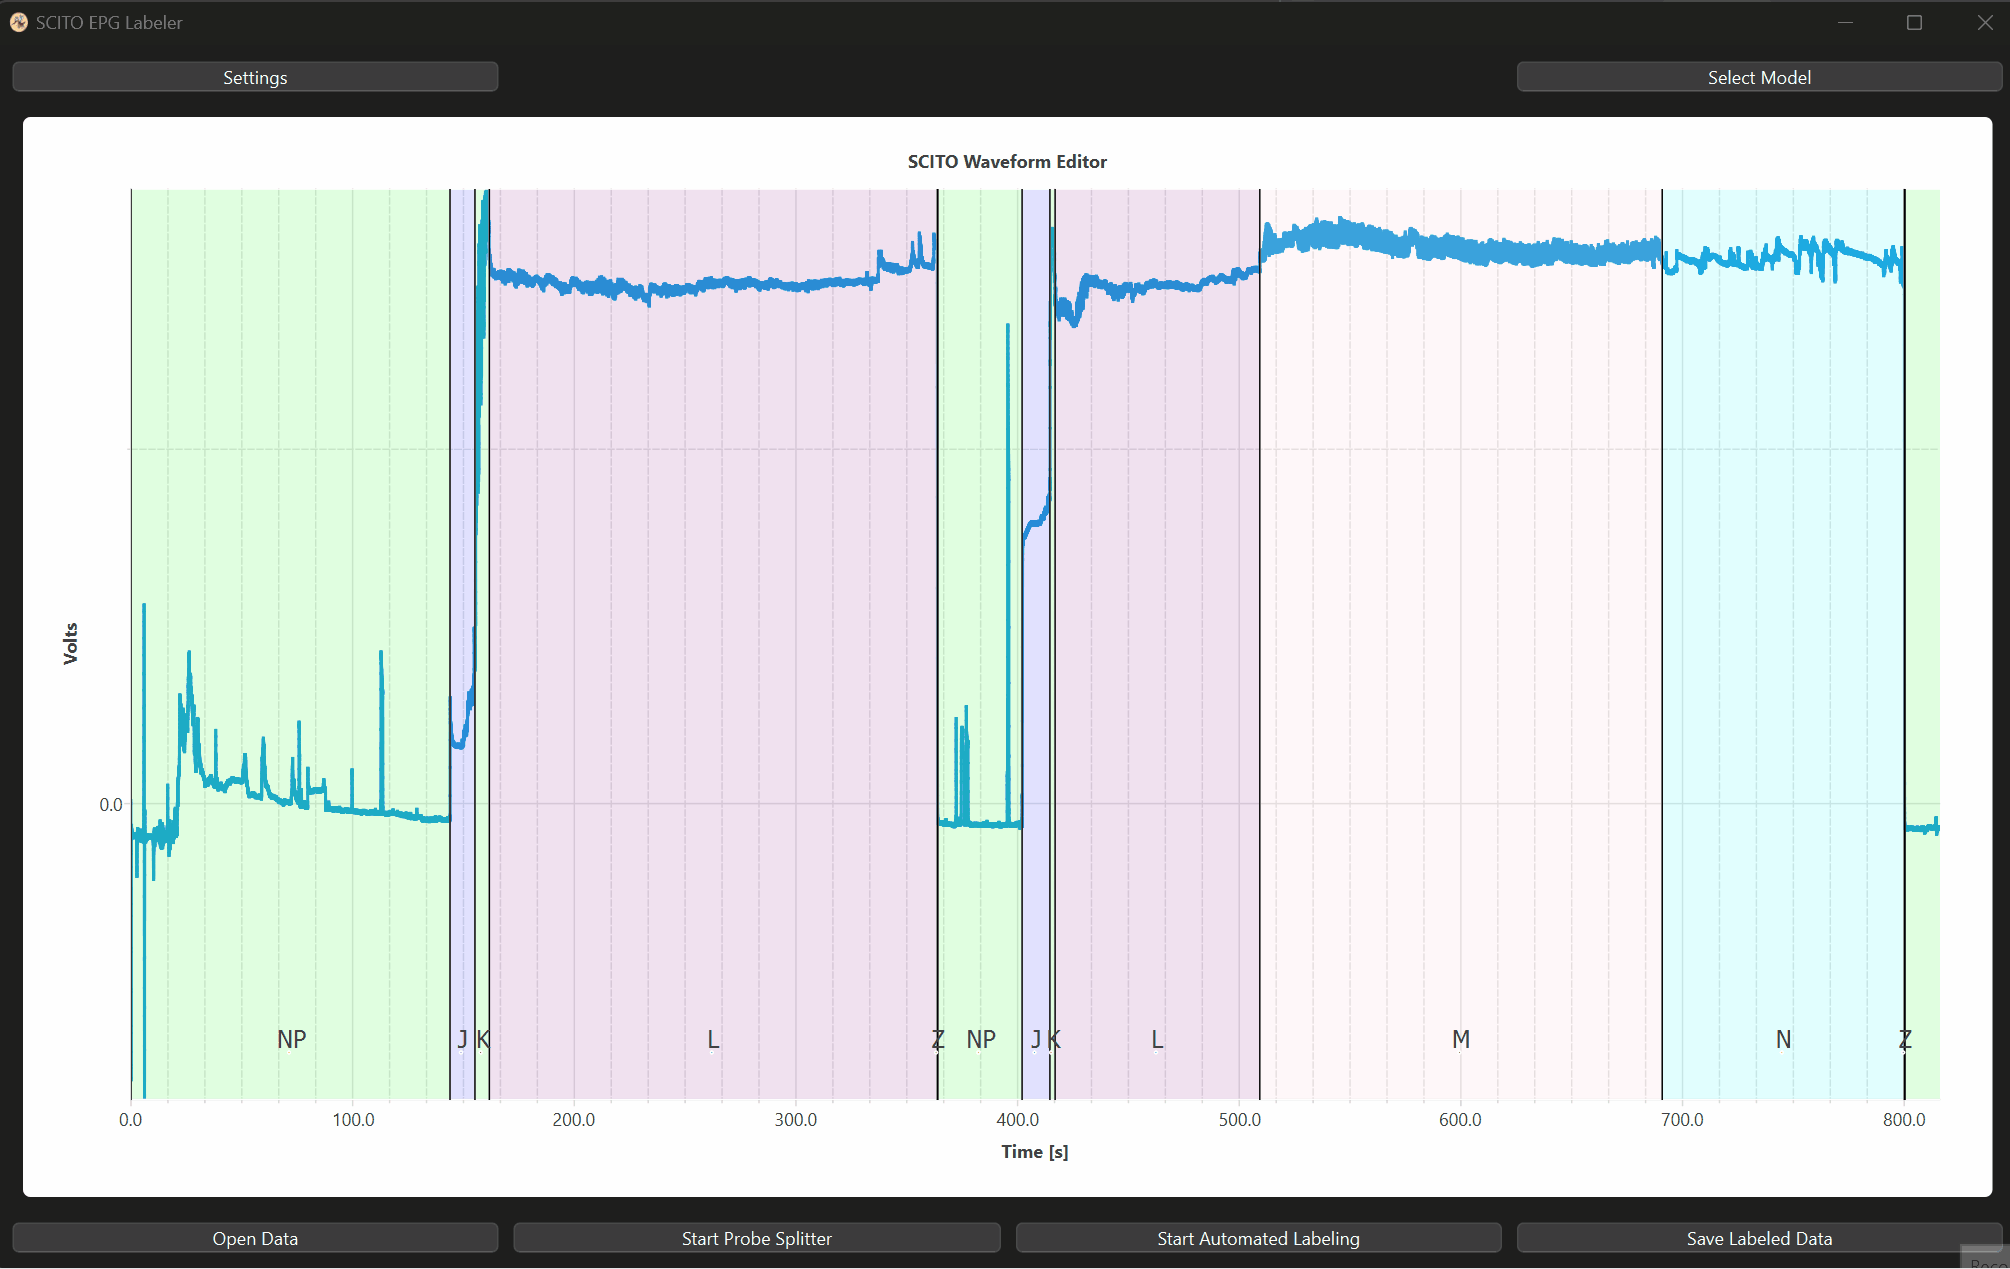 SCITO EPG Labeler
Settings
Select Model
SCITO Waveform Editor
Volts
0.0
NP J K L Z NP J K L M N Z
0.0 100.0 200.0 300.0 400.0 500.0 600.0 700.0 800.0
Time [s]
Open Data
Start Probe Splitter
Start Automated Labeling
Save Labeled Data